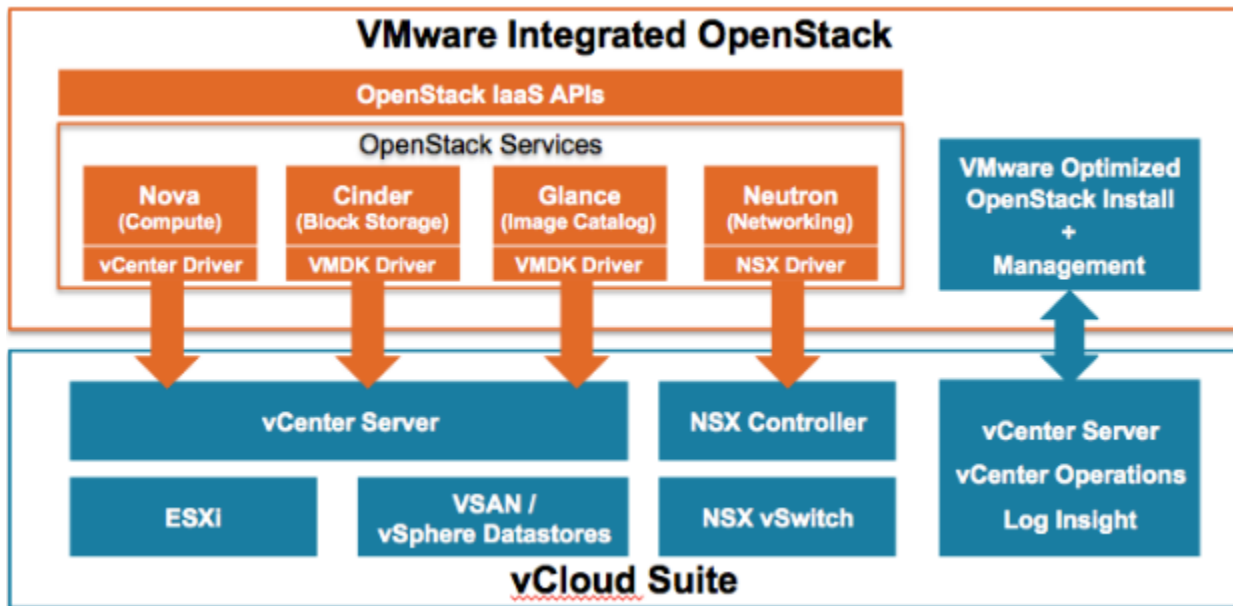 VMware Integrated OpenStack
OpenStack IaaS APIs
OpenStack Services
Nova
(Compute)
vCenter Driver
Cinder
(Block Storage)
VMDK Driver
Glance
(Image Catalog)
VMDK Driver
Neutron
(Networking)
NSX Driver
VMware Optimized
OpenStack Install
+
Management
vCenter Server
NSX Controller
ESXi
VSAN /
vSphere Datastores
NSX vSwitch
vCenter Server
vCenter Operations
Log Insight
vCloud Suite